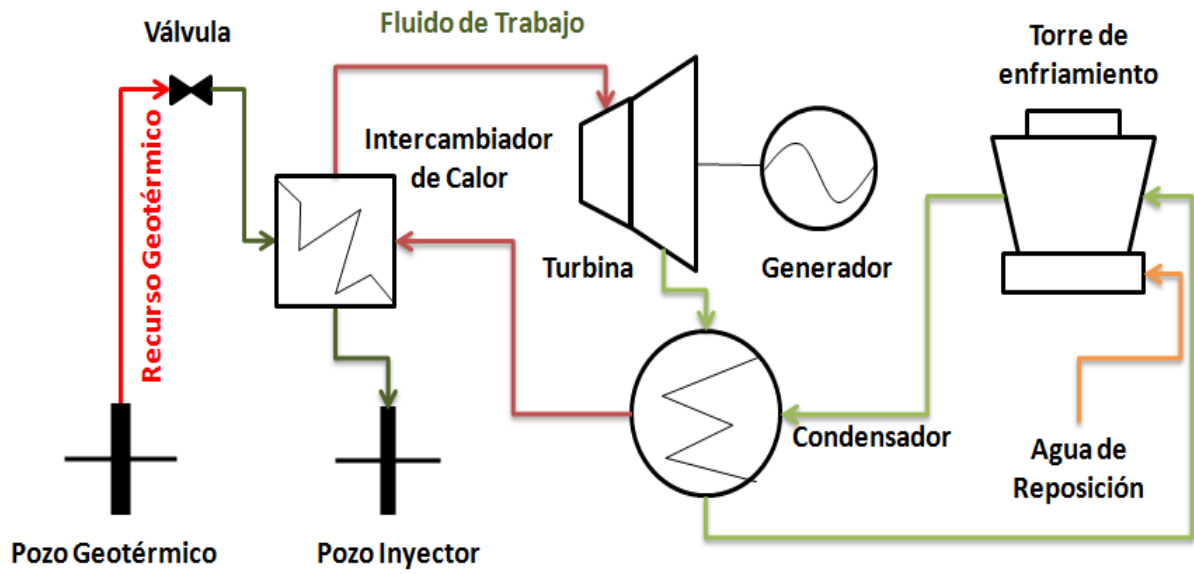 Fluido de Trabajo
Válvula
Torre de
enfriamiento
Recurso Geotérmico
Intercambiador
de Calor
Turbina
Generador
Condensador
Agua de
Reposición
Pozo Geotérmico
Pozo Inyector